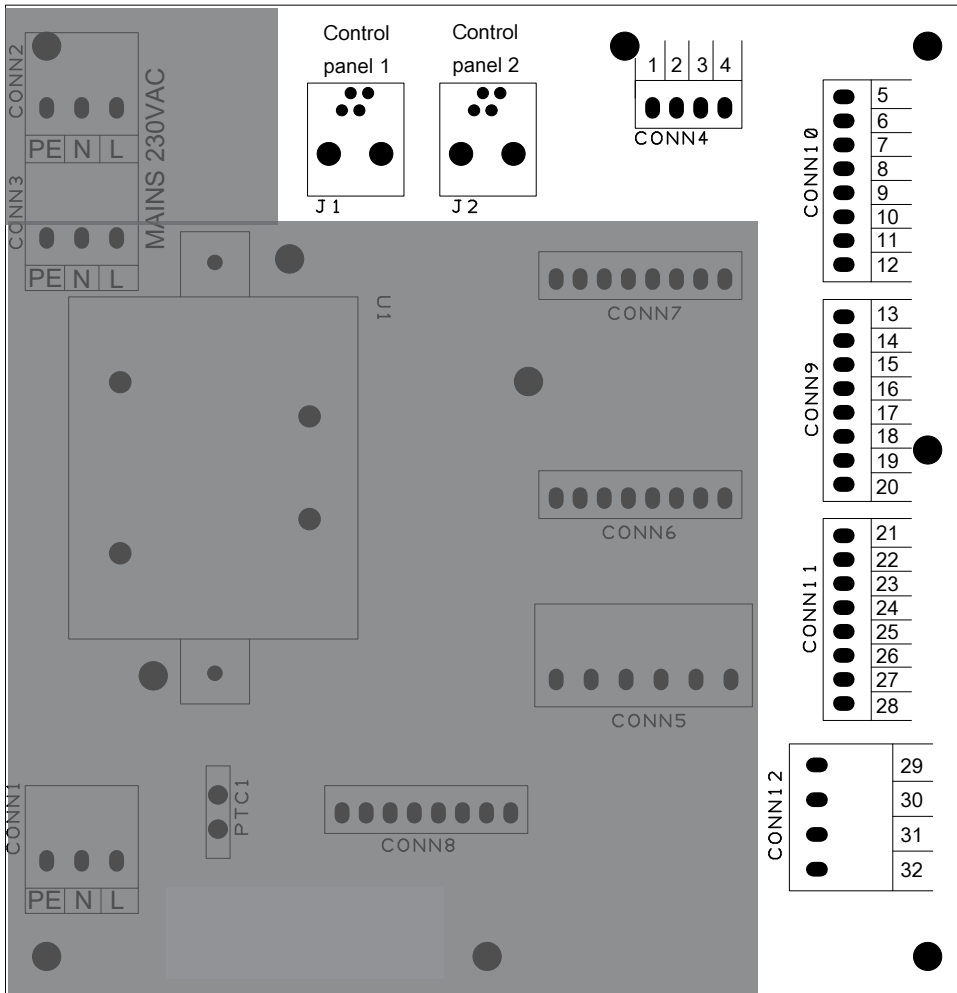 Control
panel 1
Control
panel 2
J1
J2
1 2 3 4
CONN4
CONN2
PE N L
CONN3
PE N L
MAINS 230VAC
U1
CONN7
CONN6
CONN5
CONN1
PE N L
PTC1
CONN8
CONN10
5
6
7
8
9
10
11
12
CONN9
13
14
15
16
17
18
19
20
CONN11
21
22
23
24
25
26
27
28
CONN12
29
30
31
32